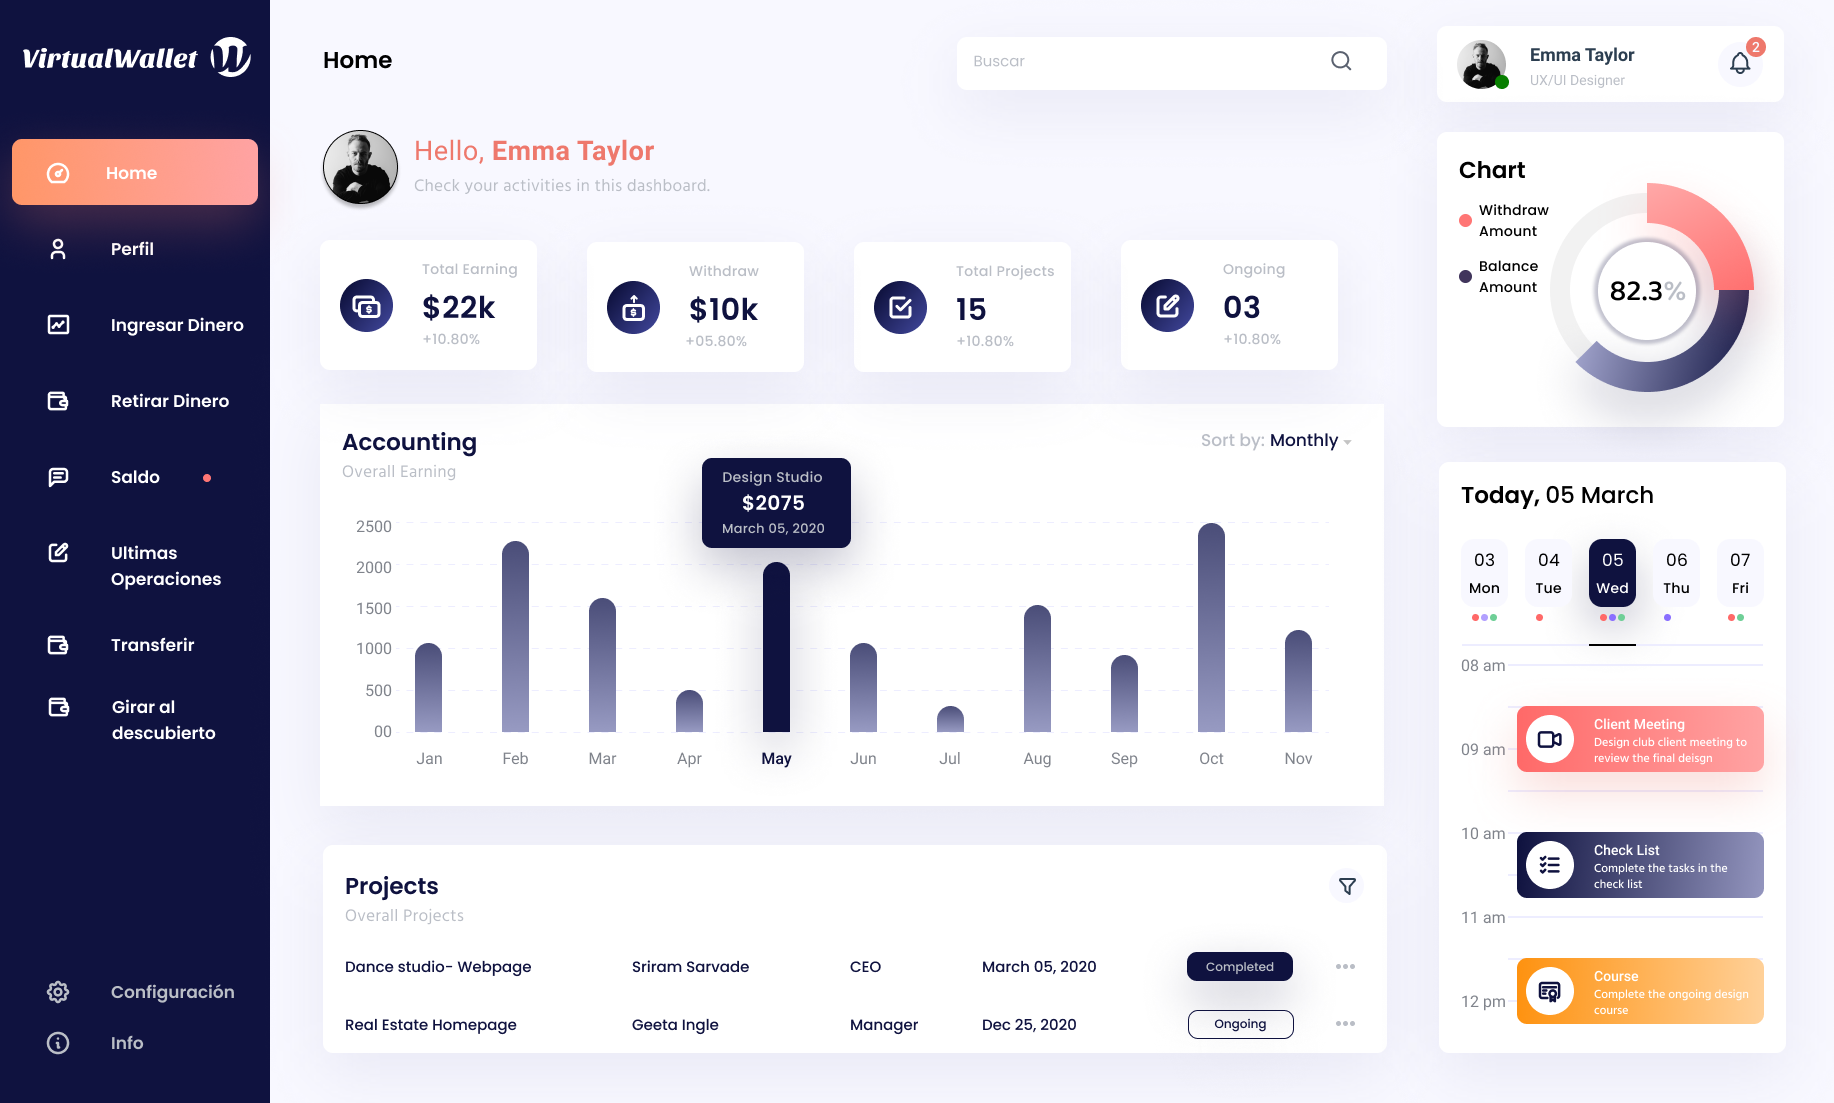 VirtualWallet
Home
Perfil
Ingresar Dinero
Retirar Dinero
Saldo
Ultimas
Operaciones
Transferir
Girar al
descubierto
Configuración
Info
Home
Buscar
Hello, Emma Taylor
Check your activities in this dashboard.
Total Earning
$22k
+10.80%
Withdraw
$10k
+05.80%
Total Projects
15
+10.80%
Ongoing
03
+10.80%
Accounting
Overall Earning
Sort by: Monthly
Design Studio
$2075
March 05, 2020
2500
2000
1500
1000
500
00
Jan Feb Mar Apr May Jun Jul Aug Sep Oct Nov
Projects
Overall Projects
Dance studio- Webpage Sriram Sarvade CEO March 05, 2020 Completed
Real Estate Homepage Geeta Ingle Manager Dec 25, 2020 Ongoing
Emma Taylor
UX/UI Designer
2
Chart
Withdraw
Amount
Balance
Amount
82.3%
Today, 05 March
03 04 05 06 07
Mon Tue Wed Thu Fri
08 am
Client Meeting
Design club client meeting to
review the final deisgn
09 am
10 am
Check List
Complete the tasks in the
check list
11 am
Course
Complete the ongoing design
course
12 pm